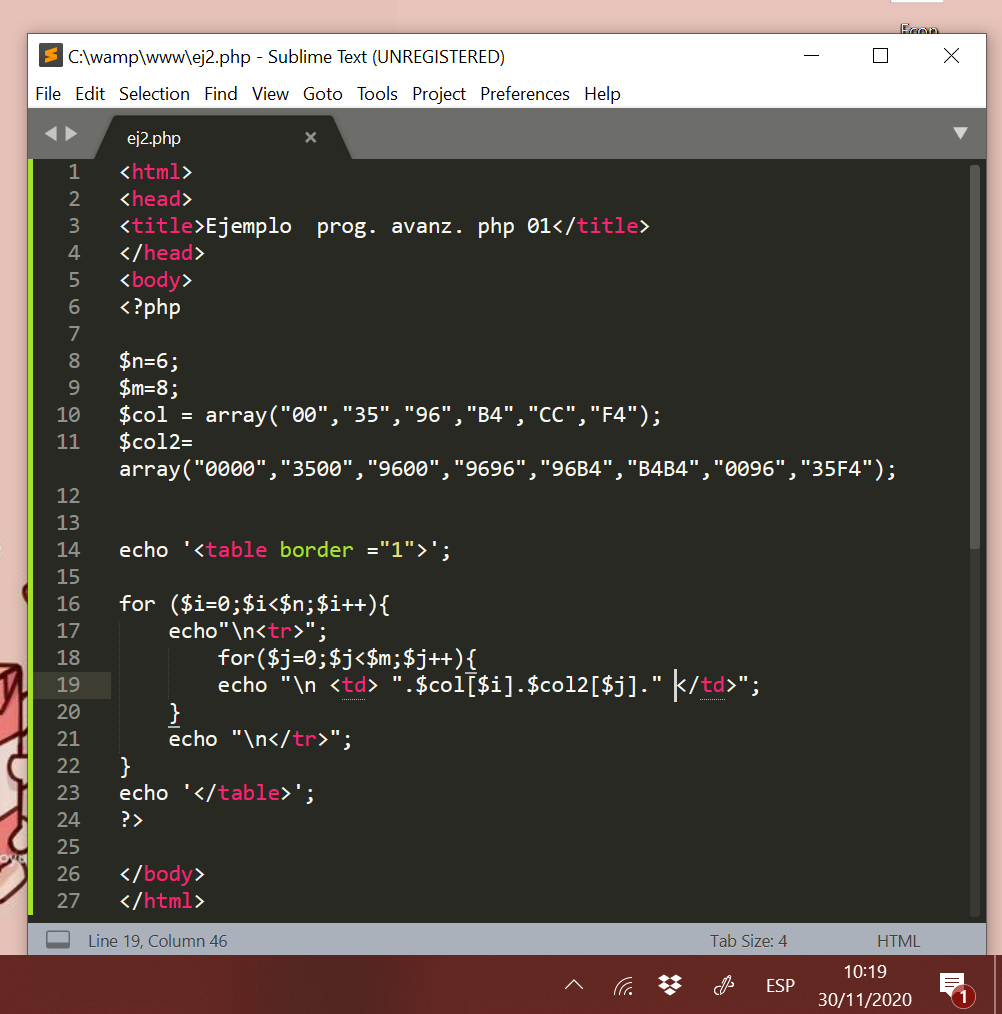 Econ
C:\wamp\www\ej2.php - Sublime Text (UNREGISTERED)
File Edit Selection Find View Goto Tools Project Preferences Help
ej2.php
1 <html>
2 <head>
3 <title>Ejemplo  prog. avanz. php 01</title>
4 </head>
5 <body>
6 <?php
7
8 $n=6;
9 $m=8;
10 $col = array("00","35","96","B4","CC","F4");
11 $col2=
array("0000","3500","9600","9696","96B4","B4B4","0096","35F4");
12
13
14 echo '<table border ="1">';
15
16 for ($i=0;$i<$n;$i++){
17     echo"\n<tr>";
18         for($j=0;$j<$m;$j++){
19         echo "\n <td> ".$col[$i].$col2[$j]." </td>";
20     }
21     echo "\n</tr>";
22 }
23 echo '</table>';
24 ?>
25
26 </body>
27 </html>
Line 19, Column 46 Tab Size: 4 HTML
ESP
10:19
30/11/2020
1